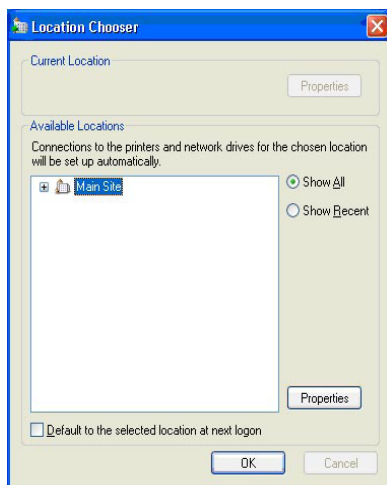 Location Chooser
Current Location
Properties
Available Locations
Connections to the printers and network drives for the chosen location
will be set up automatically.
Main Site
Show All
Show Recent
Properties
Default to the selected location at next logon
OK
Cancel